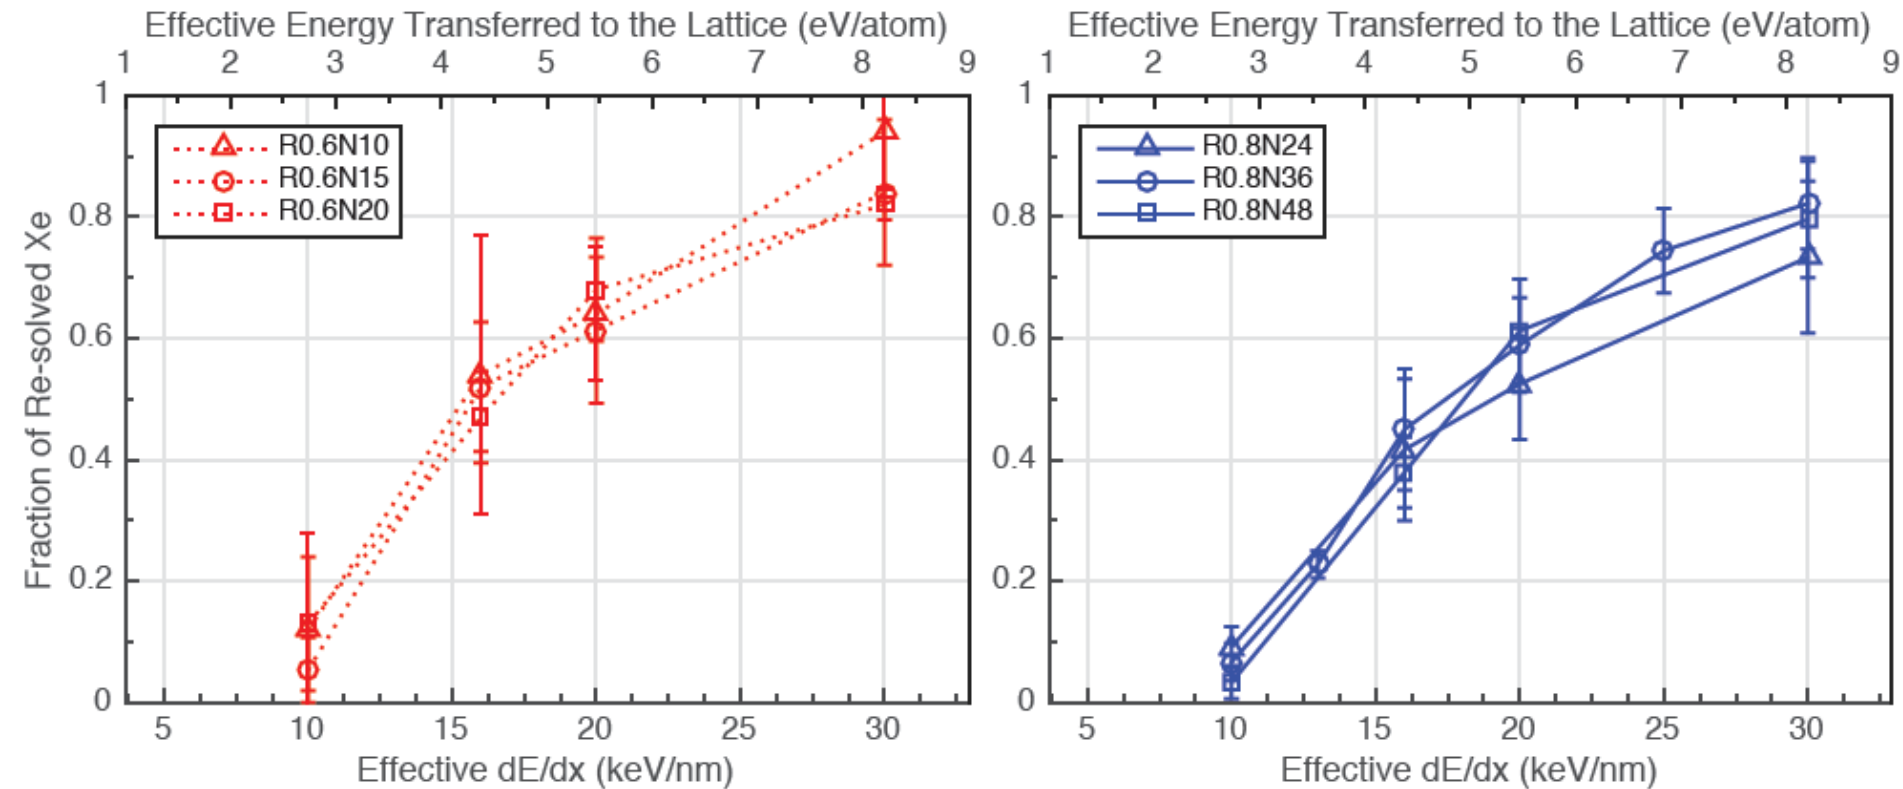 Effective Energy Transferred to the Lattice (eV/atom)
1 2 3 4 5 6 7 8 9
1
0.8
0.6
0.4
0.2
0
Fraction of Re-solved Xe
R0.6N10
R0.6N15
R0.6N20
5 10 15 20 25 30
Effective dE/dx (keV/nm)
Effective Energy Transferred to the Lattice (eV/atom)
1 2 3 4 5 6 7 8 9
1
0.8
0.6
0.4
0.2
0
R0.8N24
R0.8N36
R0.8N48
5 10 15 20 25 30
Effective dE/dx (keV/nm)